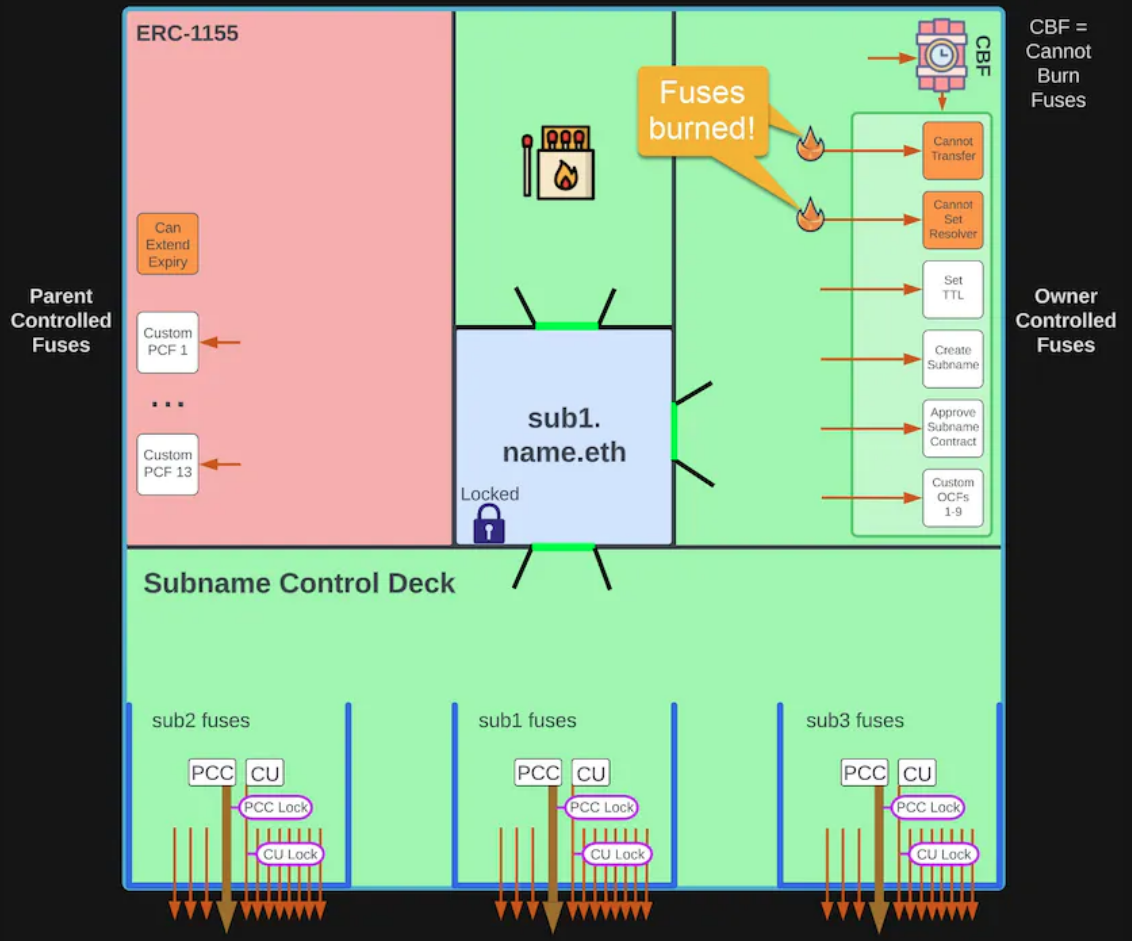 ERC-1155
CBF
CBF =
Cannot
Burn
Fuses
Fuses
burned!
Cannot
Transfer
Cannot
Set
Resolver
Can
Extend
Expiry
Set
TTL
Parent
Controlled
Fuses
Owner
Controlled
Fuses
Custom
PCF 1
...
Custom
PCF 13
Create
Subname
Approve
Subname
Contract
Custom
OCFs
1-9
sub1.
name.eth
Locked
Subname Control Deck
sub2 fuses
PCC
CU
PCC Lock
CU Lock
sub1 fuses
PCC
CU
PCC Lock
CU Lock
sub3 fuses
PCC
CU
PCC Lock
CU Lock